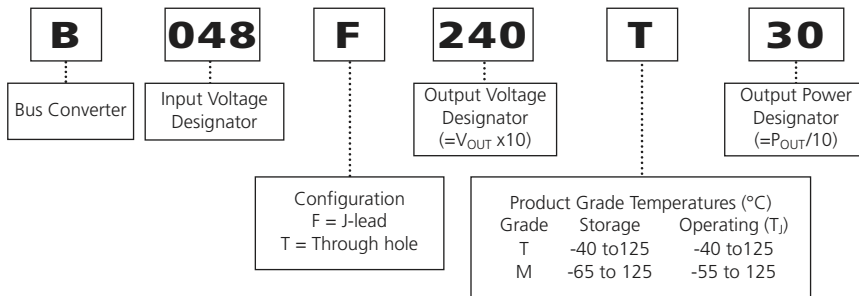 B 048 F 240 T 30
Bus Converter
Input Voltage
Designator
Output Voltage
Designator
(=VOUT x10)
Output Power
Designator
(=POUT/10)
Configuration
F = J-lead
T = Through hole
Product Grade Temperatures (°C)
Grade Storage Operating (TJ)
T -40 to125 -40 to125
M -65 to 125 -55 to 125